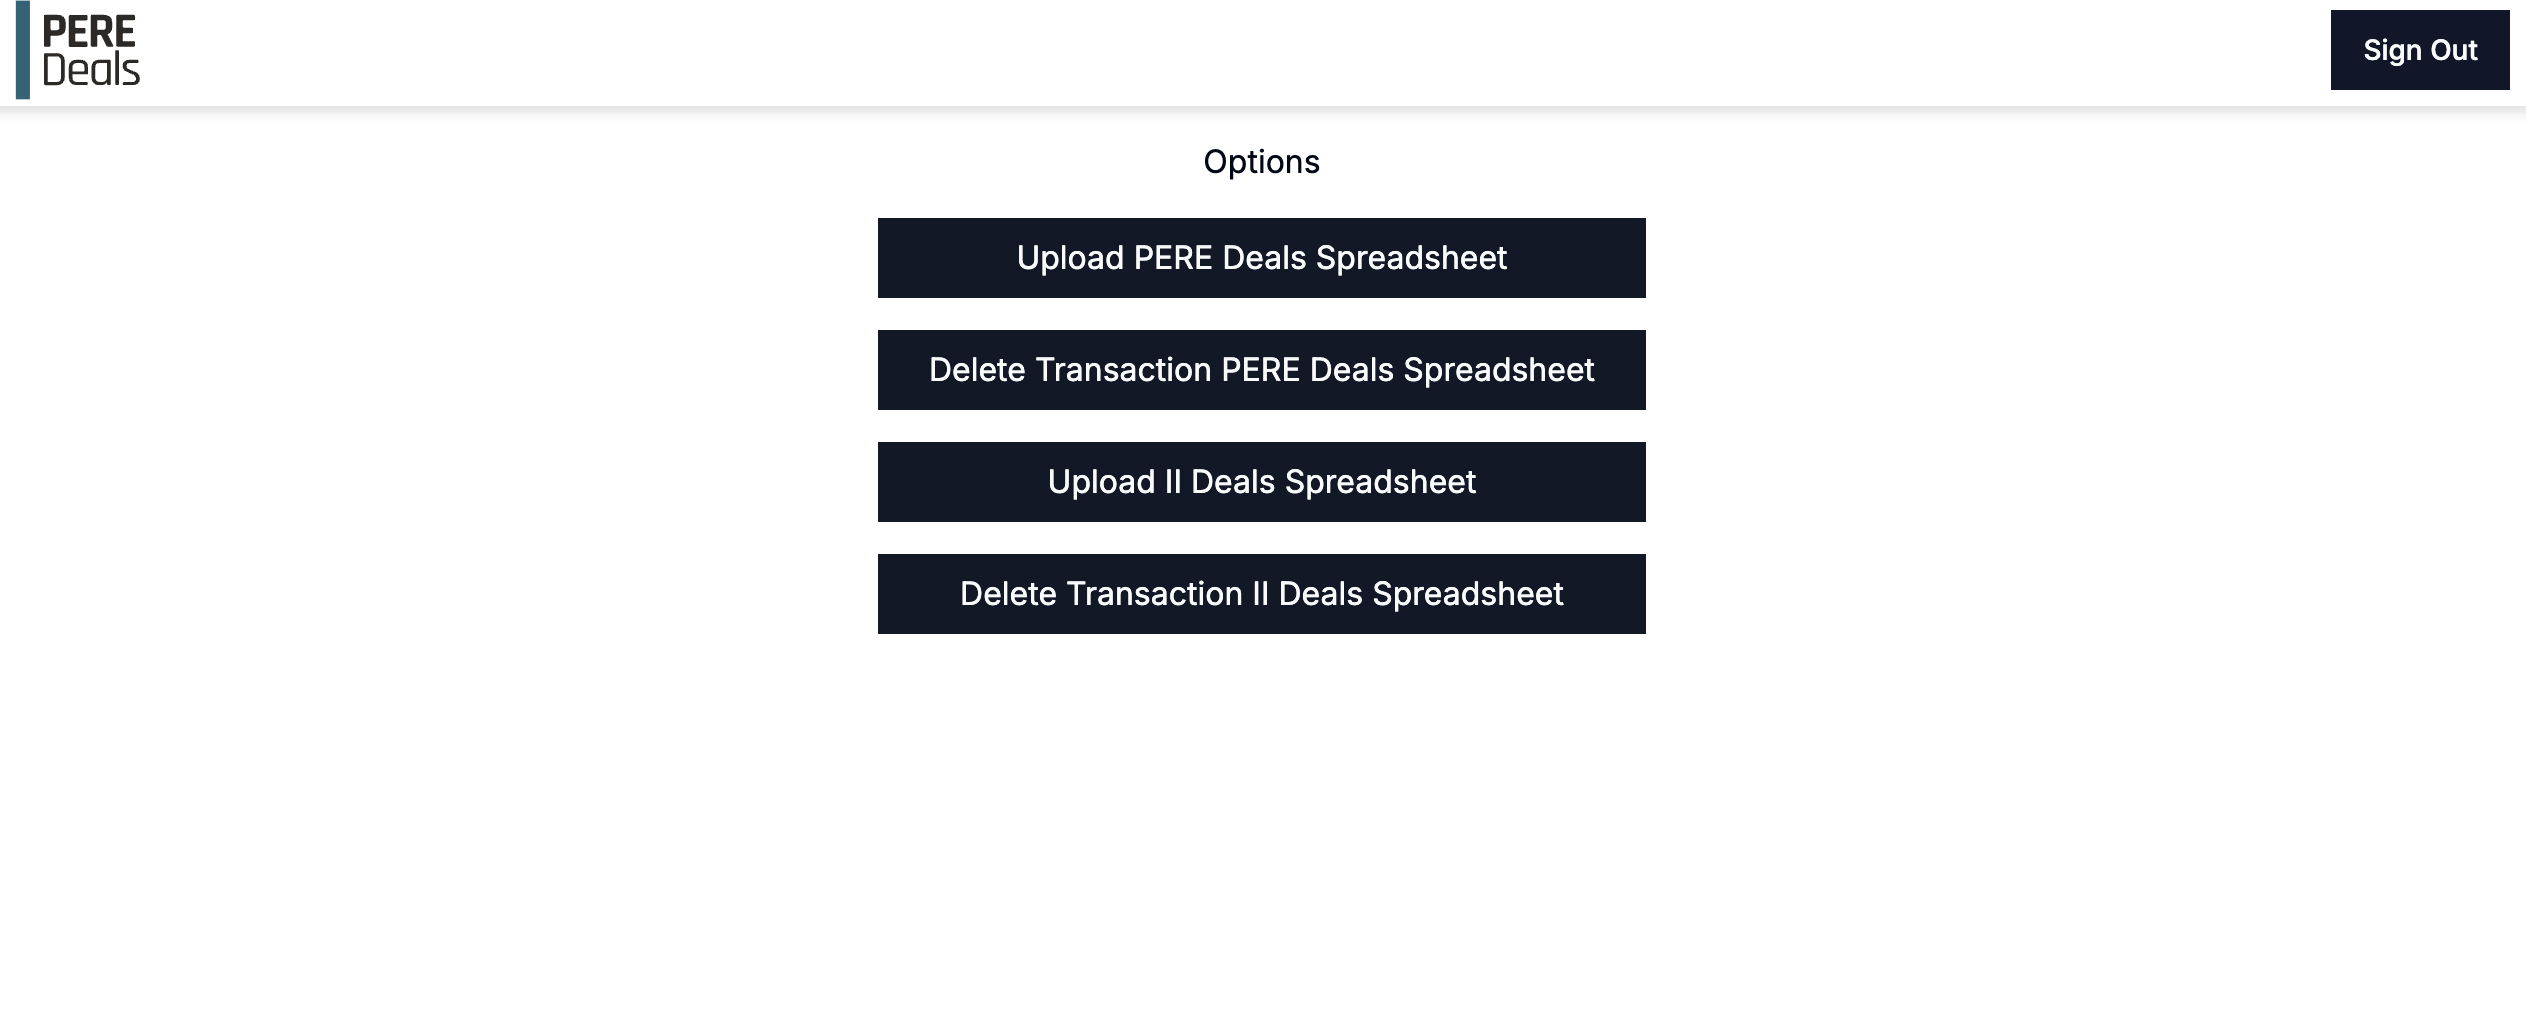 PERE
Deals
Sign Out
Options
Upload PERE Deals Spreadsheet
Delete Transaction PERE Deals Spreadsheet
Upload II Deals Spreadsheet
Delete Transaction II Deals Spreadsheet